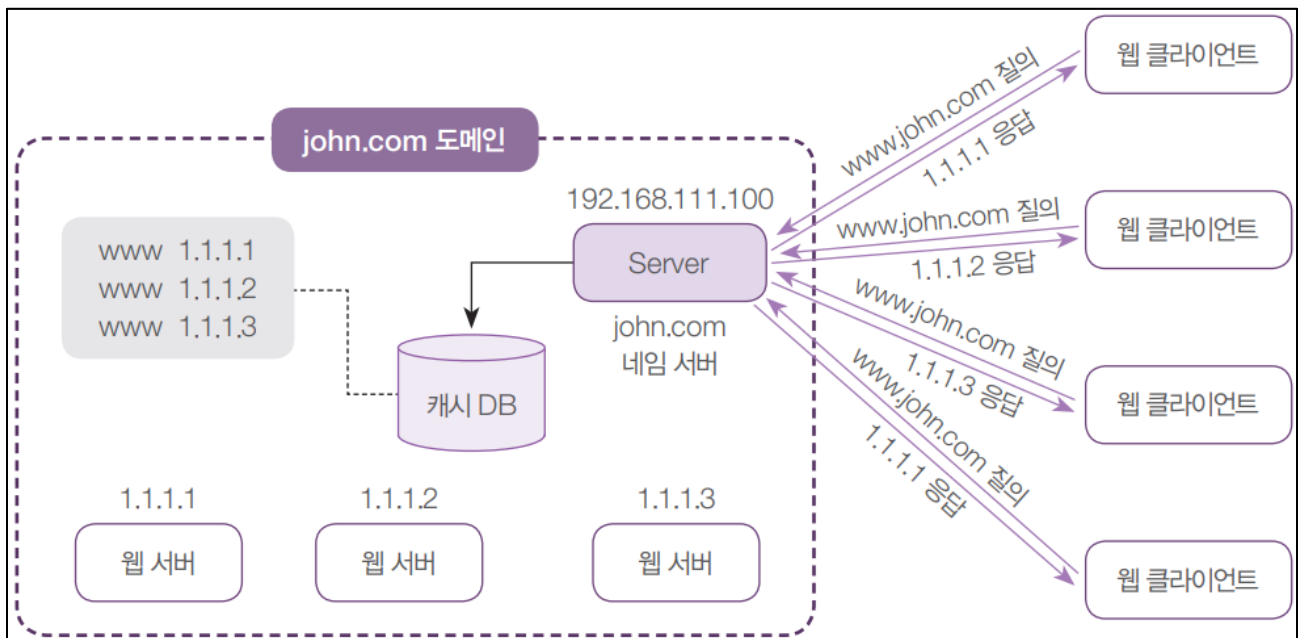 john.com 도메인
192.168.111.100
Server
john.com
네임 서버
www 1.1.1.1
www 1.1.1.2
www 1.1.1.3
캐시 DB
1.1.1.1
웹 서버
1.1.1.2
웹 서버
1.1.1.3
웹 서버
www.john.com 질의
1.1.1.1 응답
웹 클라이언트
www.john.com 질의
1.1.1.2 응답
웹 클라이언트
www.john.com 질의
1.1.1.3 응답
웹 클라이언트
www.john.com 질의
1.1.1.1 응답
웹 클라이언트